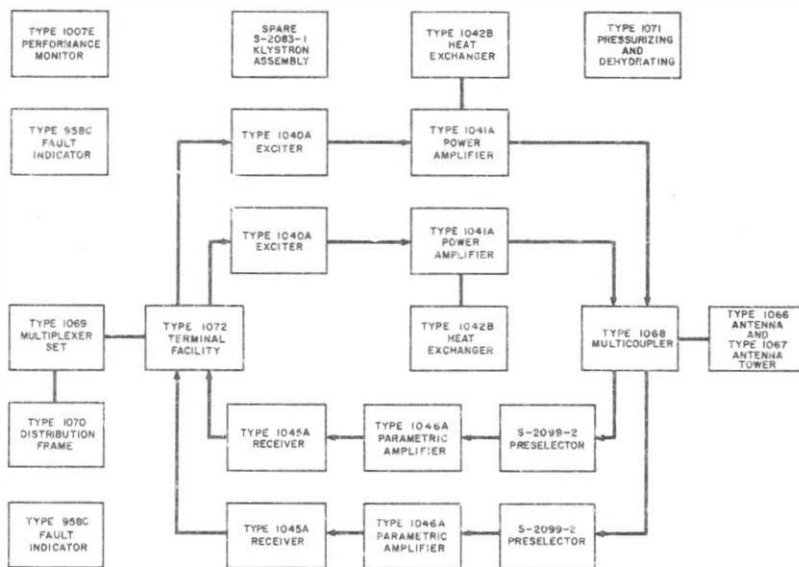 TYPE 1007E
PERFORMANCE
MONITOR
SPARE
S-2083-1
KLYSTRON
ASSEMBLY
TYPE 1042B
HEAT
EXCHANGER
TYPE 1071
PRESSURIZING
AND
DEHYDRATING
TYPE 958C
FAULT
INDICATOR
TYPE 1040A
EXCITER
TYPE 1041A
POWER
AMPLIFIER
TYPE 1040A
EXCITER
TYPE 1041A
POWER
AMPLIFIER
TYPE 1069
MULTIPLEXER
SET
TYPE 1072
TERMINAL
FACILITY
TYPE 1042B
HEAT
EXCHANGER
TYPE 1068
MULTICOUPLER
TYPE 1066
ANTENNA
AND
TYPE 1067
ANTENNA
TOWER
TYPE 1070
DISTRIBUTION
FRAME
TYPE 1045A
RECEIVER
TYPE 1046A
PARAMETRIC
AMPLIFIER
S-2099-2
PRESELECTOR
TYPE 958C
FAULT
INDICATOR
TYPE 1045A
RECEIVER
TYPE 1046A
PARAMETRIC
AMPLIFIER
S-2099-2
PRESELECTOR